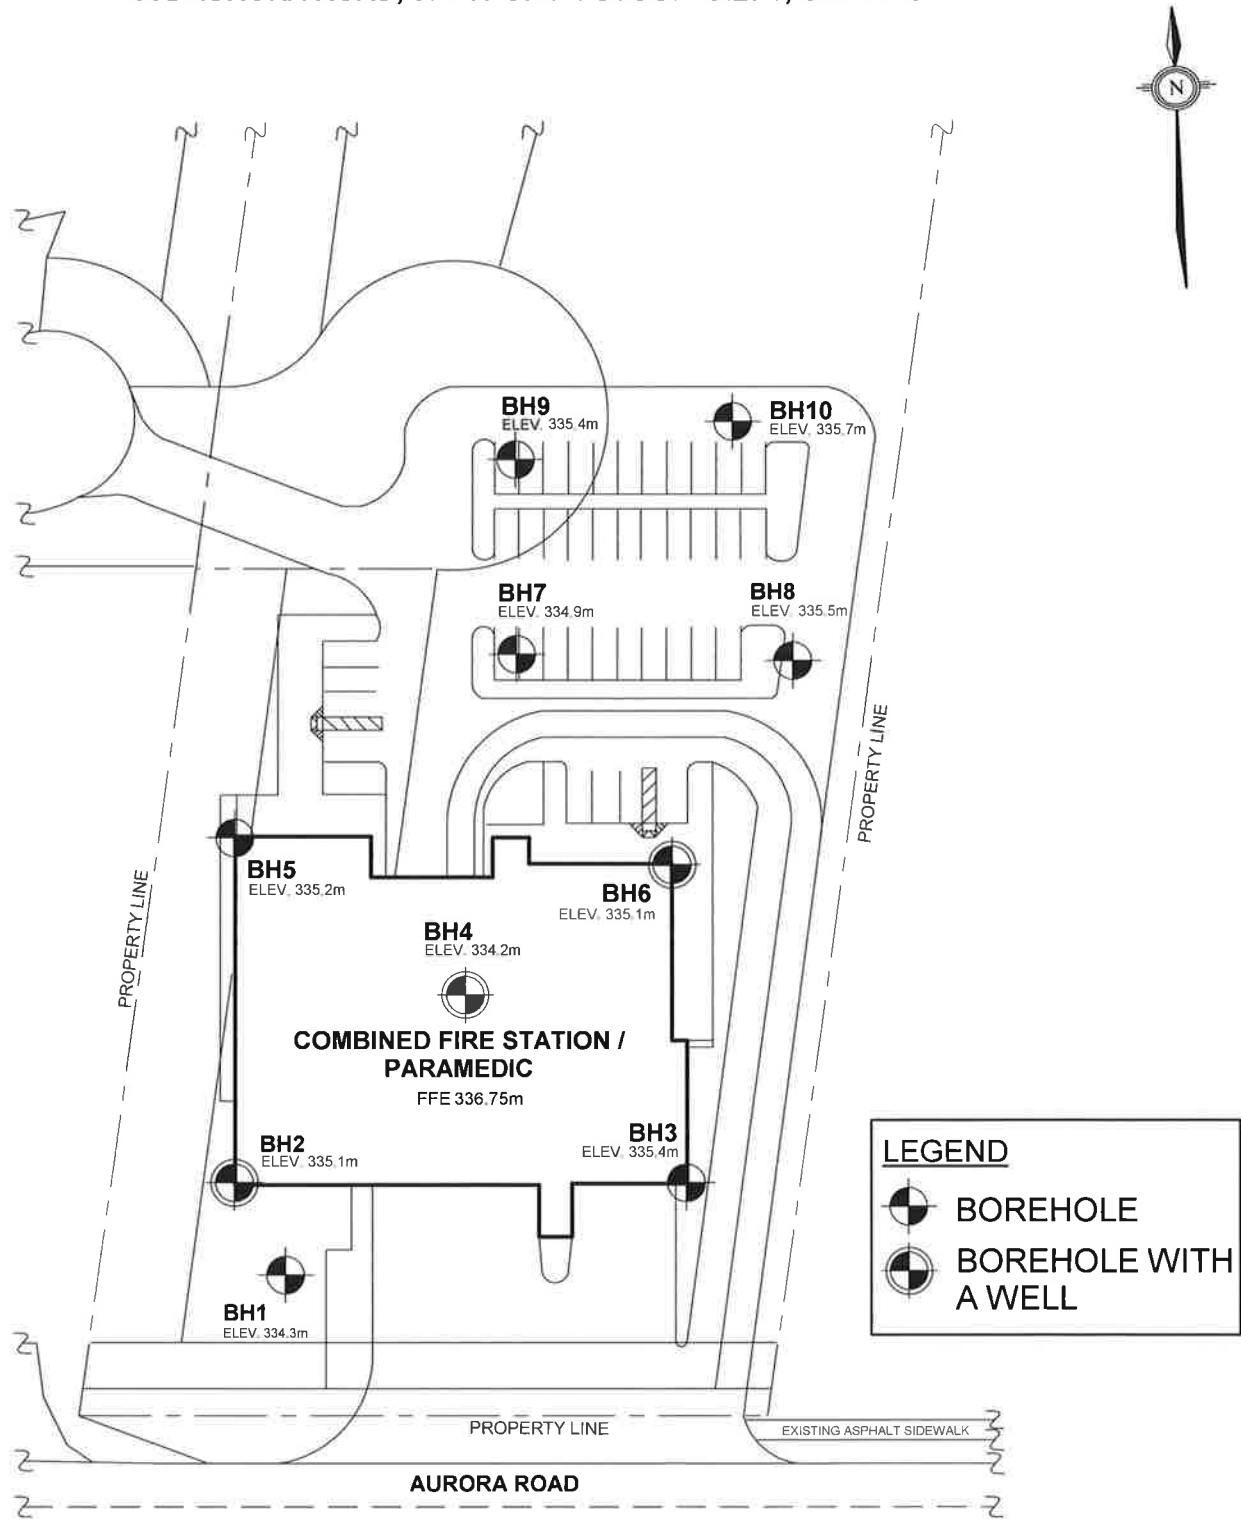 N
BH9
ELEV. 335.4m
BH10
ELEV. 335.7m
BH7
ELEV. 334.9m
BH8
ELEV. 335.5m
PROPERTY LINE
PROPERTY LINE
BH5
ELEV. 335.2m
BH6
ELEV. 335.1m
BH4
ELEV. 334.2m
COMBINED FIRE STATION /
PARAMEDIC
FFE 336.75m
BH2
ELEV. 335.1m
BH3
ELEV. 335.4m
BH1
ELEV. 334.3m
LEGEND
BOREHOLE
BOREHOLE WITH
A WELL
PROPERTY LINE
EXISTING ASPHALT SIDEWALK
AURORA ROAD